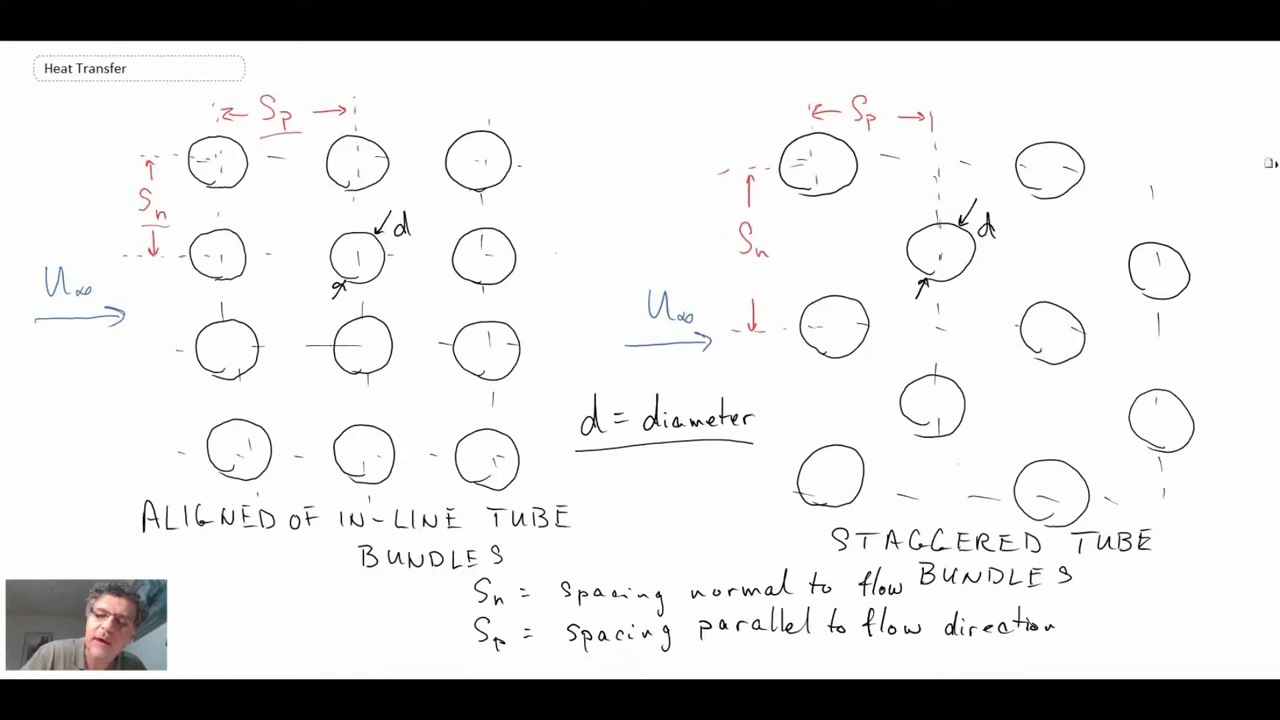 Heat Transfer
Sp
Sn
d
U∞
ALIGNED OF IN-LINE TUBE
BUNDLES
Sp
Sn
d
U∞
d = diameter
STAGGERED TUBE
BUNDLES
Sn = spacing normal to flow
Sp = spacing parallel to flow direction